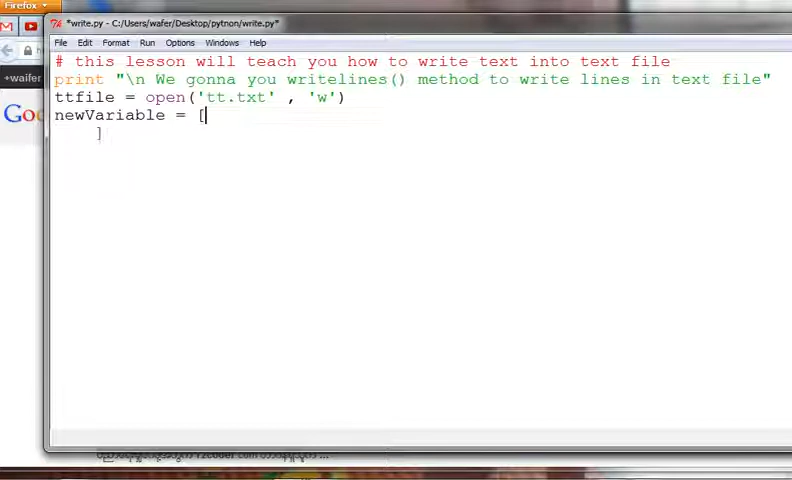 Firefox
*write.py - C:/Users/wafer/Desktop/pytnon/write.py*
File Edit Format Run Options Windows Help
# this lesson will teach you how to write text into text file
print "\n We gonna you writelines() method to write lines in text file"
ttfile = open('tt.txt' , 'w')
newVariable = [
]
+waifer
Goo